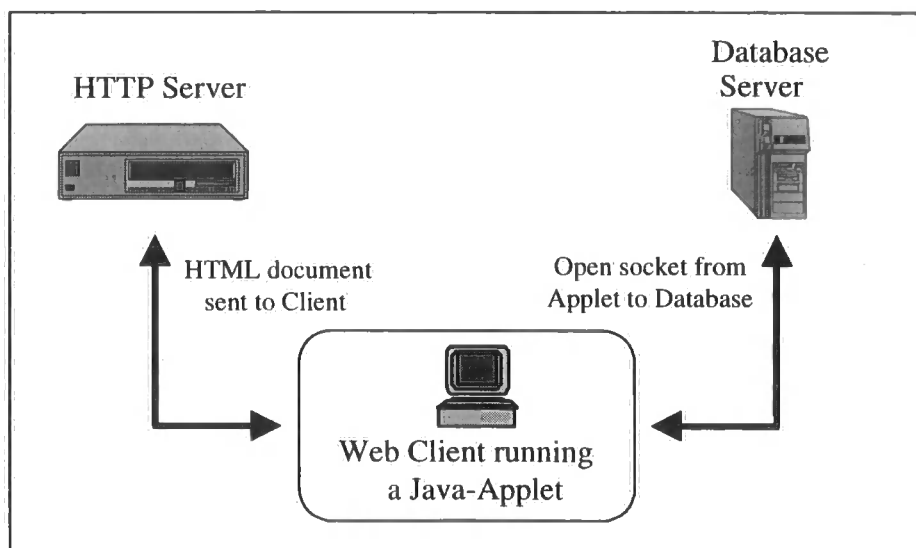 HTTP Server
Database
Server
HTML document
sent to Client
Open socket from
Applet to Database
Web Client running
a Java-Applet